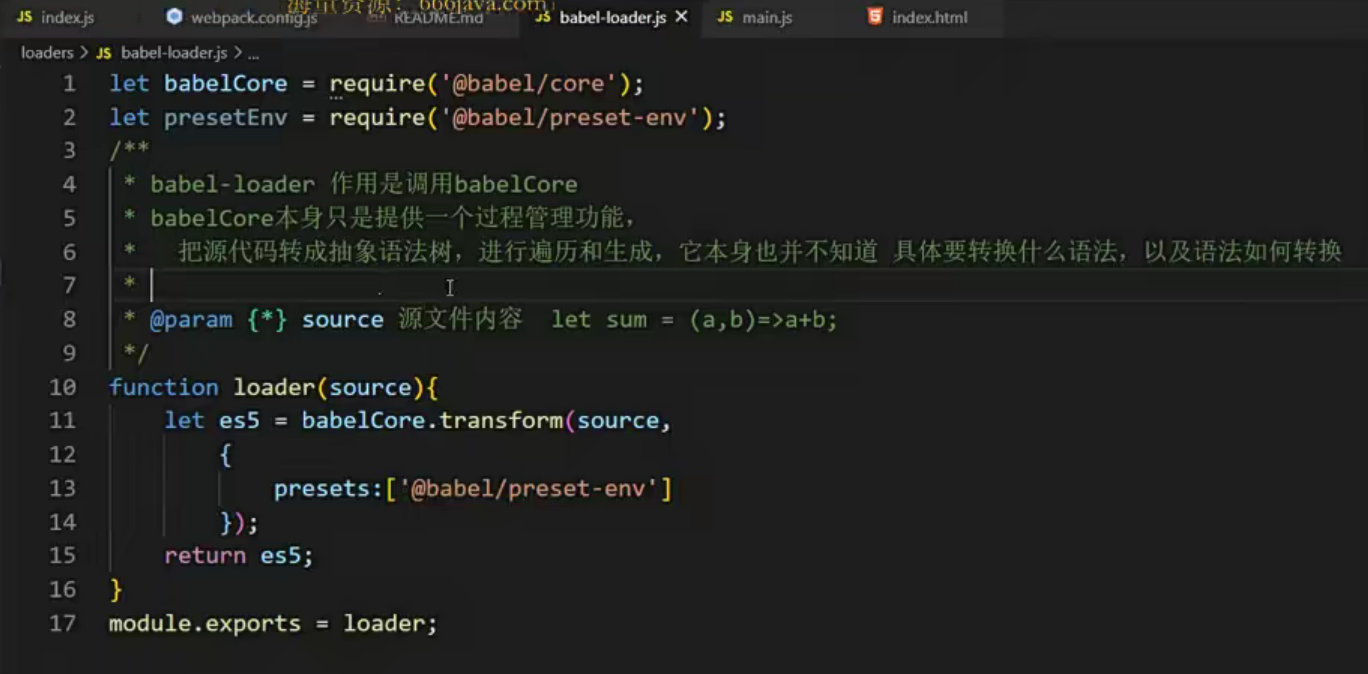 海量资源：666java.com
index.js webpack.config.js README.md babel-loader.js main.js index.html
loaders > JS babel-loader.js > ...
1 let babelCore = require('@babel/core');
2 let presetEnv = require('@babel/preset-env');
3 /**
4 * babel-loader 作用是调用babelCore
5 * babelCore本身只是提供一个过程管理功能，
6 * 把源代码转成抽象语法树，进行遍历和生成，它本身也并不知道 具体要转换什么语法，以及语法如何转换
7 *
8 * @param {*} source 源文件内容 let sum = (a,b)=>a+b;
9 */
10 function loader(source){
11 let es5 = babelCore.transform(source,
12 {
13 presets:['@babel/preset-env']
14 });
15 return es5;
16 }
17 module.exports = loader;